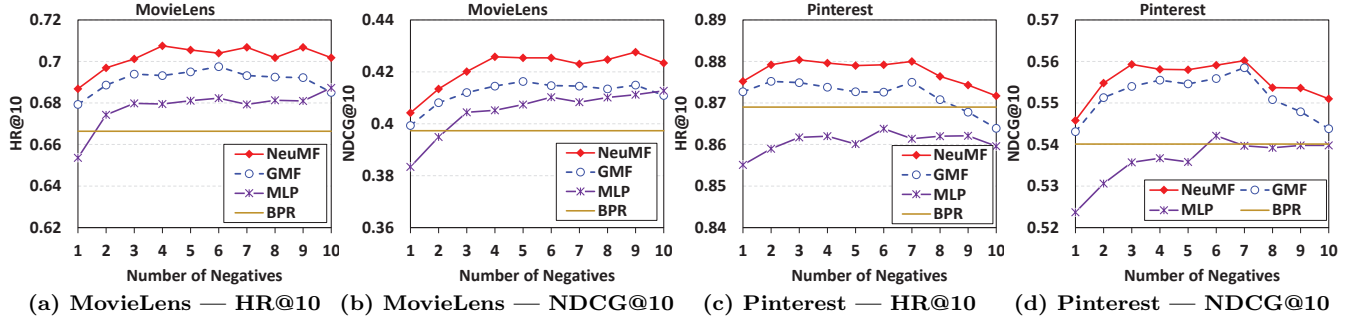 MovieLens
0.72
0.7
0.68
0.66
0.64
0.62
HR@10
NeuMF
GMF
MLP
BPR
1 2 3 4 5 6 7 8 9 10
Number of Negatives
(a) MovieLens — HR@10
MovieLens
0.44
0.42
0.4
0.38
0.36
NDCG@10
NeuMF
GMF
MLP
BPR
1 2 3 4 5 6 7 8 9 10
Number of Negatives
(b) MovieLens — NDCG@10
Pinterest
0.89
0.88
0.87
0.86
0.85
0.84
HR@10
NeuMF
GMF
MLP
BPR
1 2 3 4 5 6 7 8 9 10
Number of Negatives
(c) Pinterest — HR@10
Pinterest
0.57
0.56
0.55
0.54
0.53
0.52
NDCG@10
NeuMF GMF
MLP BPR
1 2 3 4 5 6 7 8 9 10
Number of Negatives
(d) Pinterest — NDCG@10